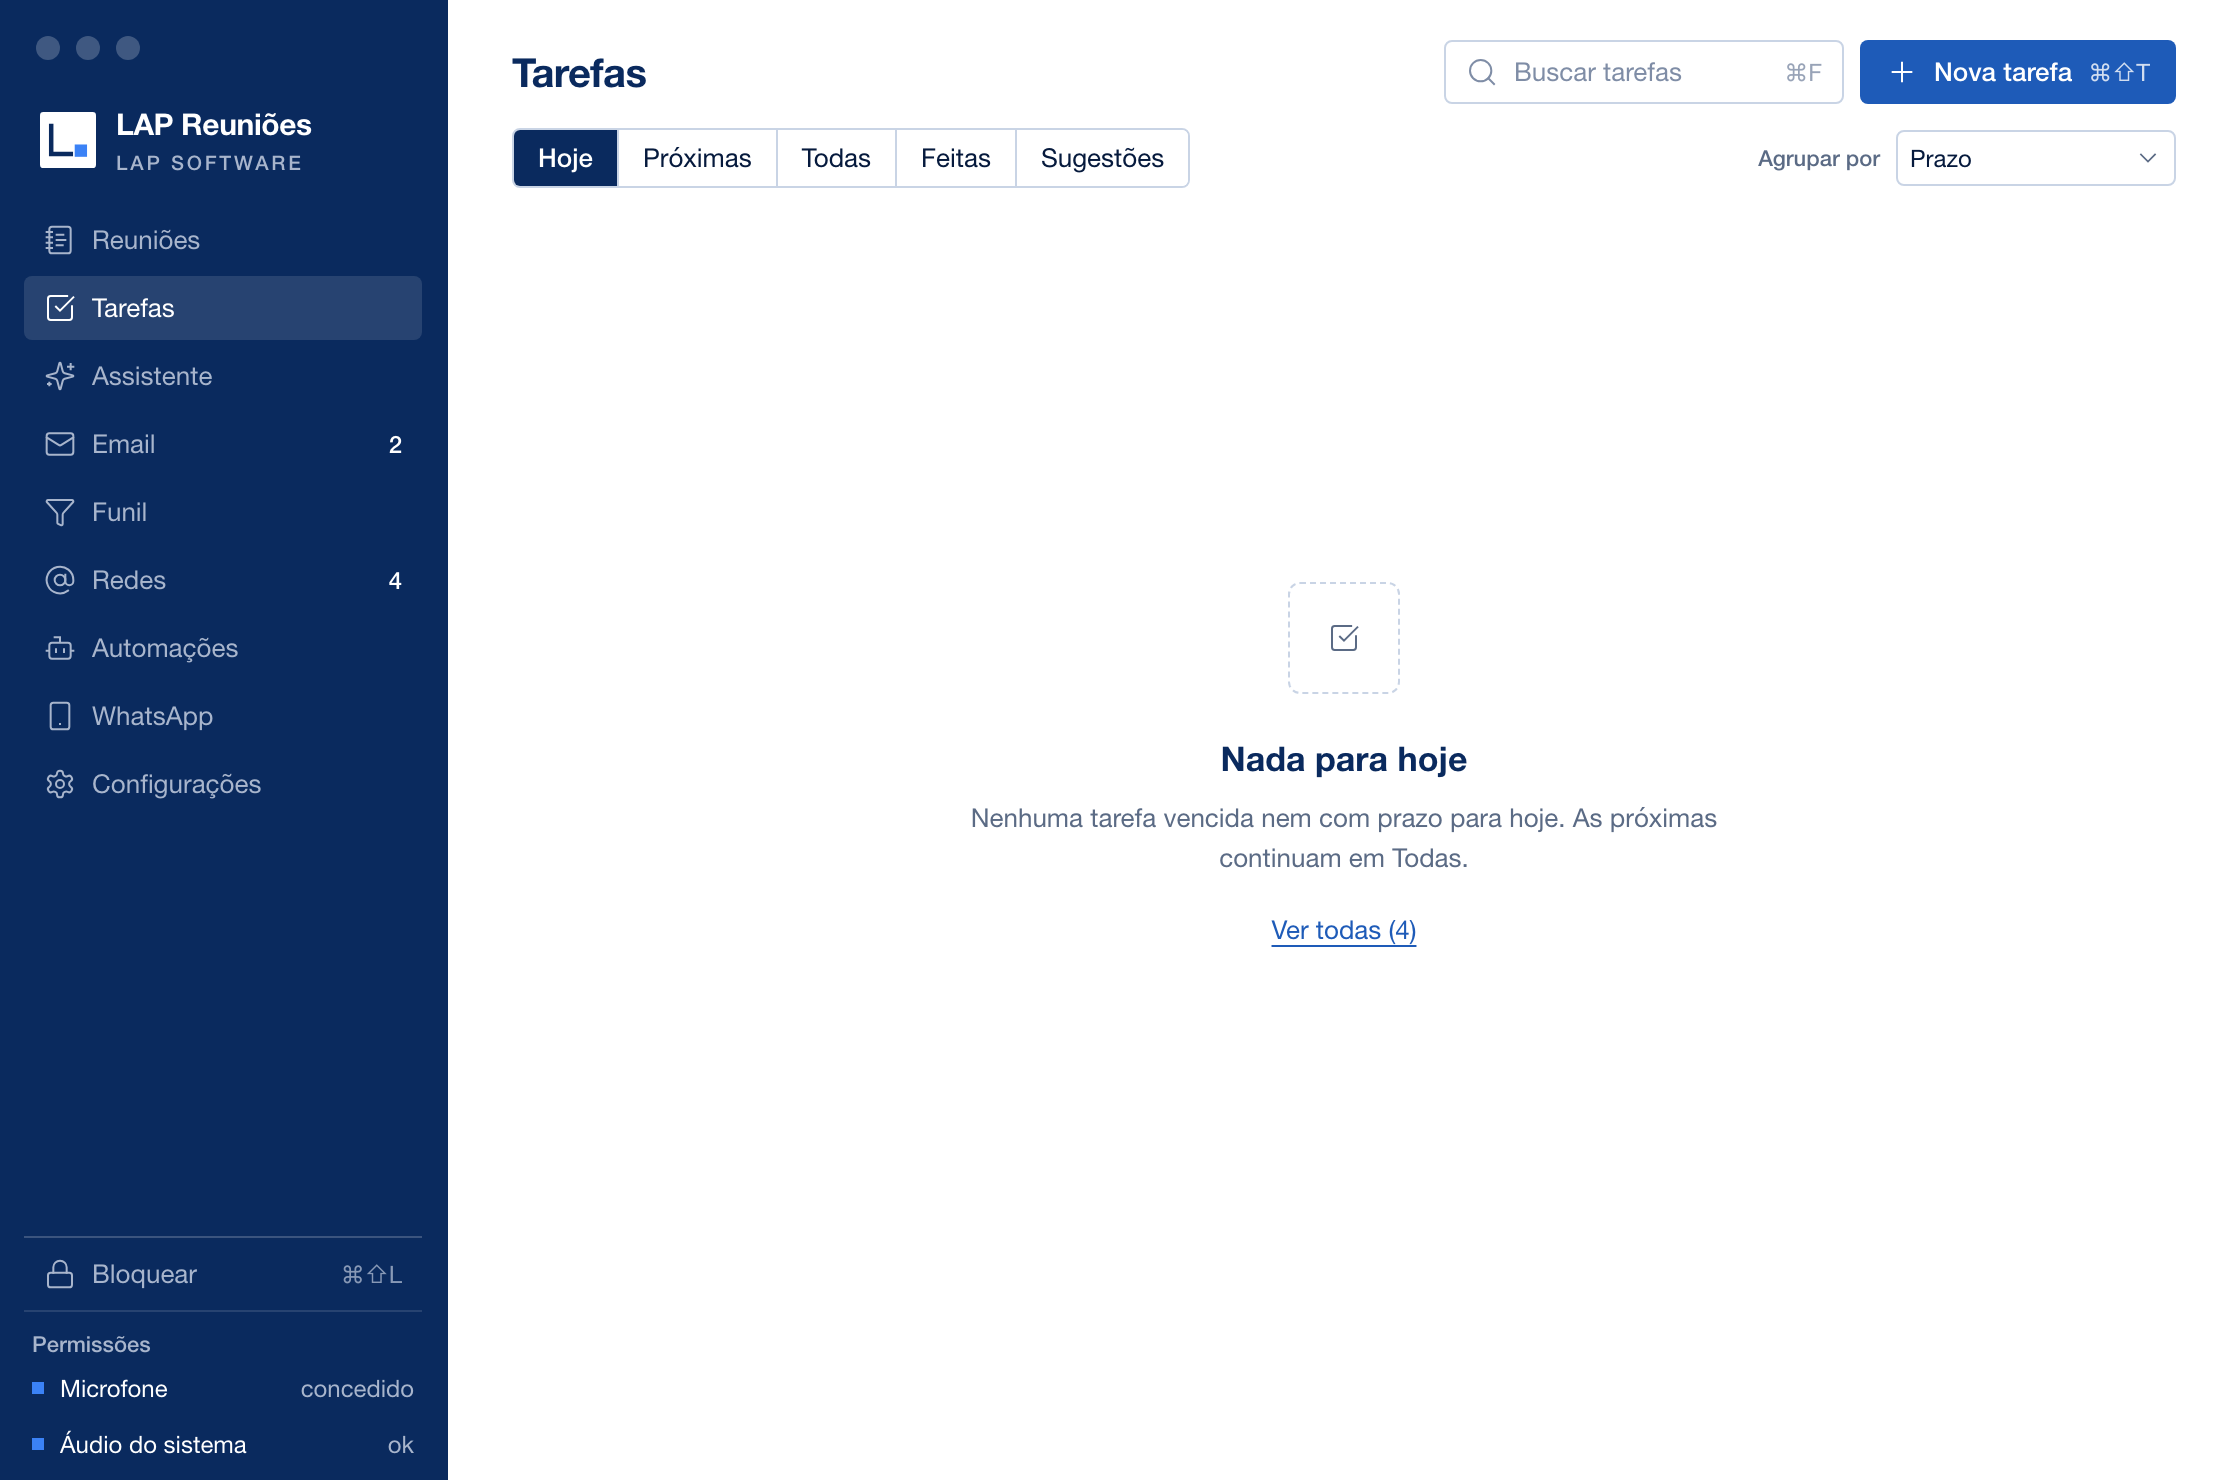 LAP Reuniões
LAP SOFTWARE
Reuniões
Tarefas
Assistente
Email 2
Funil
Redes 4
Automações
WhatsApp
Configurações
Bloquear ⌘⇧L
Permissões
Microfone concedido
Áudio do sistema ok
Tarefas
Buscar tarefas ⌘F
Nova tarefa ⌘⇧T
Hoje Próximas Todas Feitas Sugestões
Agrupar por Prazo
Nada para hoje
Nenhuma tarefa vencida nem com prazo para hoje. As próximas
continuam em Todas.
Ver todas (4)